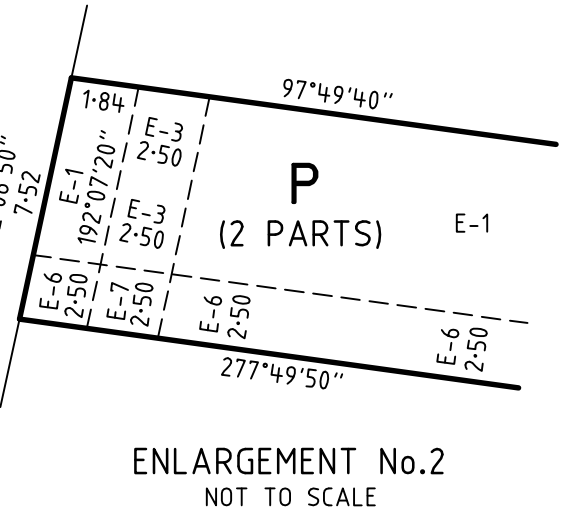 97°49'40"
1·84
E-3
2·50
7·52
E-1
192°07'20"
E-3
2·50
P
(2 PARTS)
E-1
E-6
2·50
E-7
2·50
E-6
2·50
E-6
2·50
277°49'50"
ENLARGEMENT No.2
NOT TO SCALE